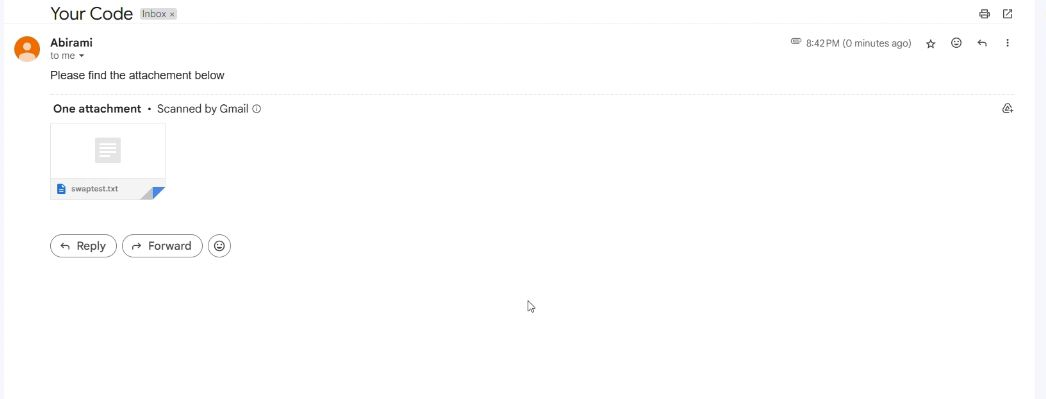 Your Code Inbox ×
Abirami 8:42 PM (0 minutes ago)
to me
Please find the attachement below
One attachment • Scanned by Gmail
swaptest.txt
Reply Forward